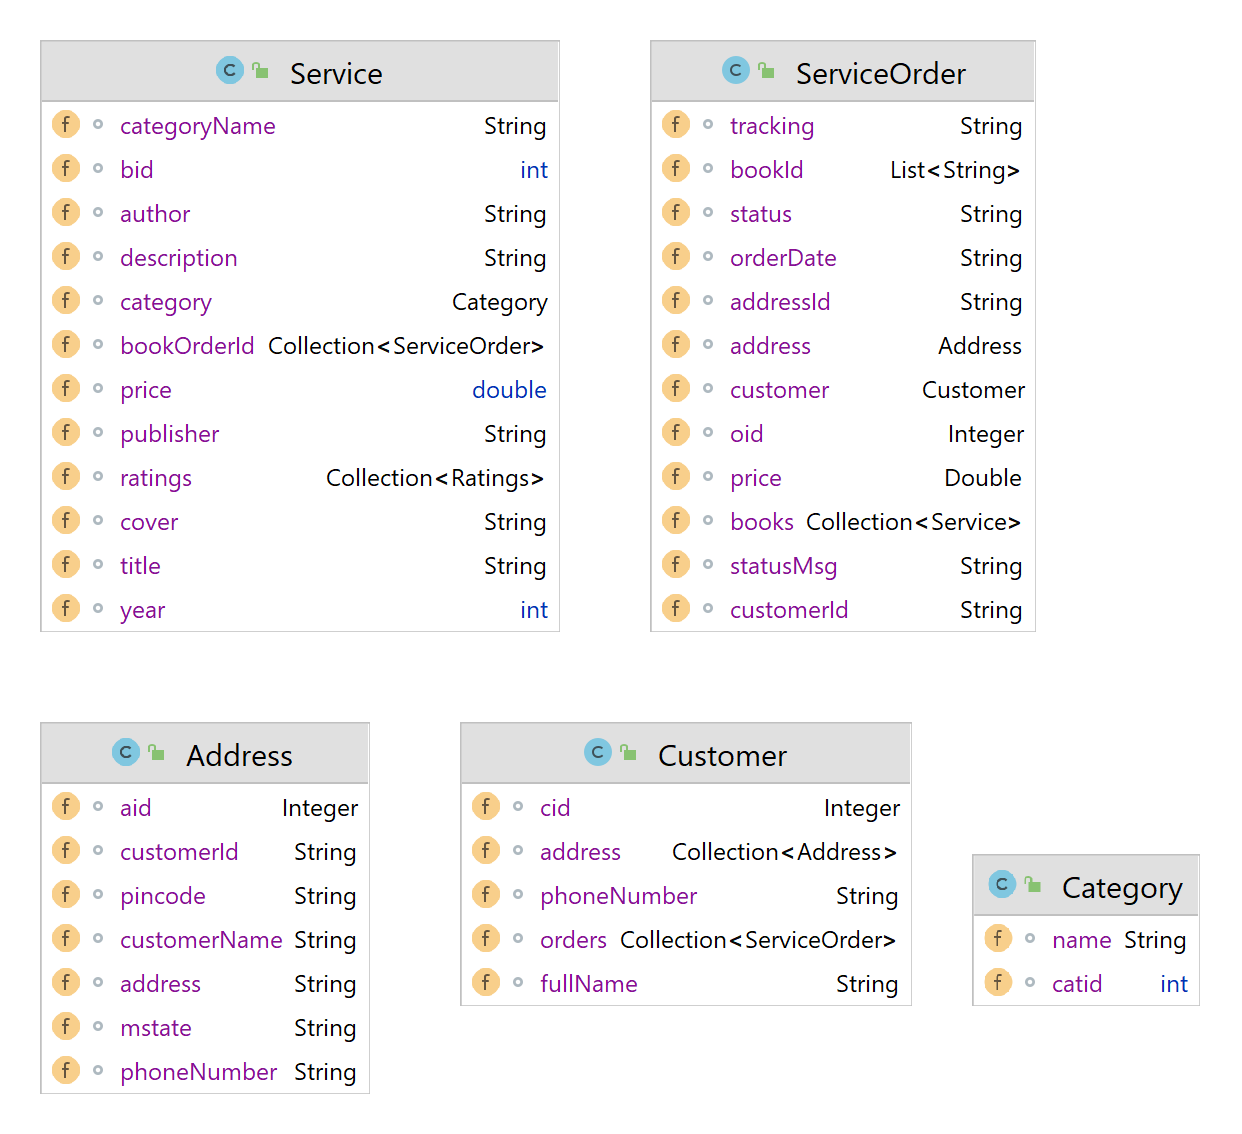 Service
categoryName String
bid int
author String
description String
category Category
bookOrderId Collection<ServiceOrder>
price double
publisher String
ratings Collection<Ratings>
cover String
title String
year int
ServiceOrder
tracking String
bookId List<String>
status String
orderDate String
addressId String
address Address
customer Customer
oid Integer
price Double
books Collection<Service>
statusMsg String
customerId String
Address
aid Integer
customerId String
pincode String
customerName String
address String
mstate String
phoneNumber String
Customer
cid Integer
address Collection<Address>
phoneNumber String
orders Collection<ServiceOrder>
fullName String
Category
name String
catid int